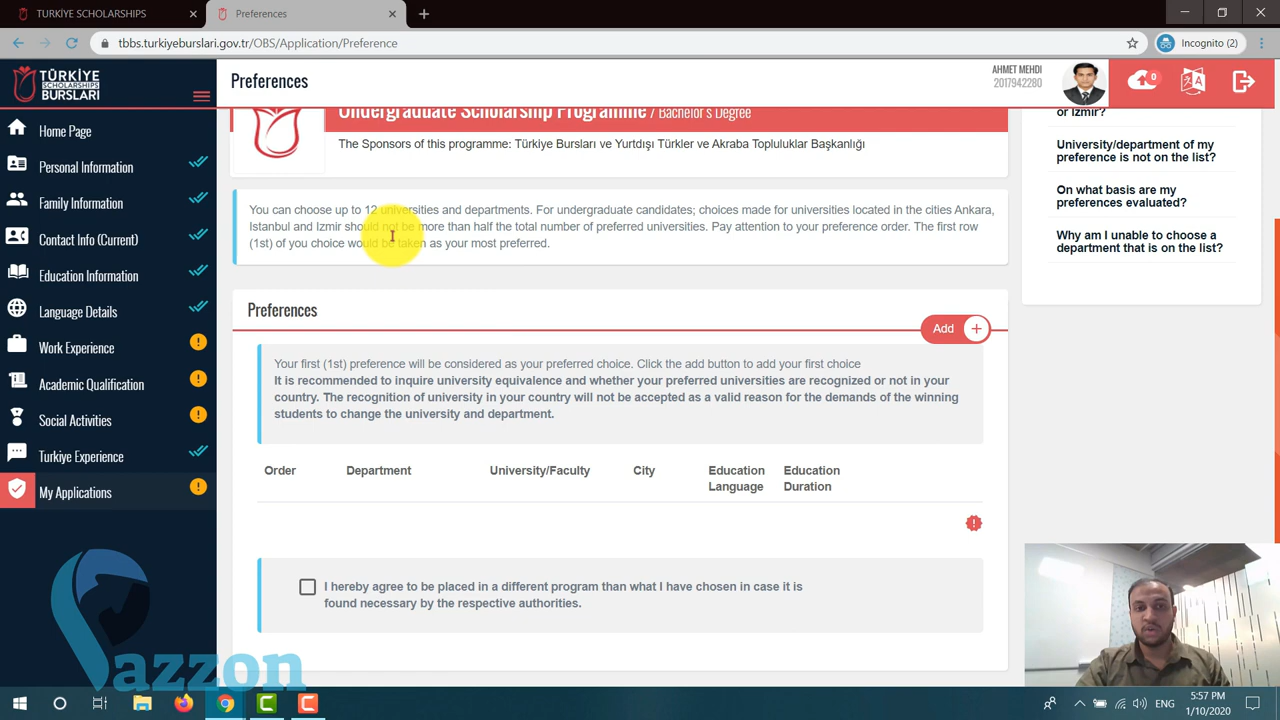 TURKIYE SCHOLARSHIPS
Preferences
tbbs.turkiyeburslari.gov.tr/OBS/Application/Preference
Incognito (2)
TÜRKİYE
SCHOLARSHIPS
BURSLARI
Preferences
AHMET MEHDI
2017942280
0
Home Page
Personal Information
Family Information
Contact Info (Current)
Education Information
Language Details
Work Experience
Academic Qualification
Social Activities
Turkiye Experience
My Applications
Undergraduate Scholarship Programme / Bachelor's Degree
The Sponsors of this programme: Türkiye Bursları ve Yurtdışı Türkler ve Akraba Topluluklar Başkanlığı
You can choose up to 12 universities and departments. For undergraduate candidates; choices made for universities located in the cities Ankara,
Istanbul and Izmir should not be more than half the total number of preferred universities. Pay attention to your preference order. The first row
(1st) of you choice would be taken as your most preferred.
Preferences
Add +
Your first (1st) preference will be considered as your preferred choice. Click the add button to add your first choice
It is recommended to inquire university equivalence and whether your preferred universities are recognized or not in your
country. The recognition of university in your country will not be accepted as a valid reason for the demands of the winning
students to change the university and department.
Order Department University/Faculty City Education Education
Language Duration
I hereby agree to be placed in a different program than what I have chosen in case it is
found necessary by the respective authorities.
or İzmir?
University/department of my
preference is not on the list?
On what basis are my
preferences evaluated?
Why am I unable to choose a
department that is on the list?
azzon
ENG
5:57 PM
1/10/2020